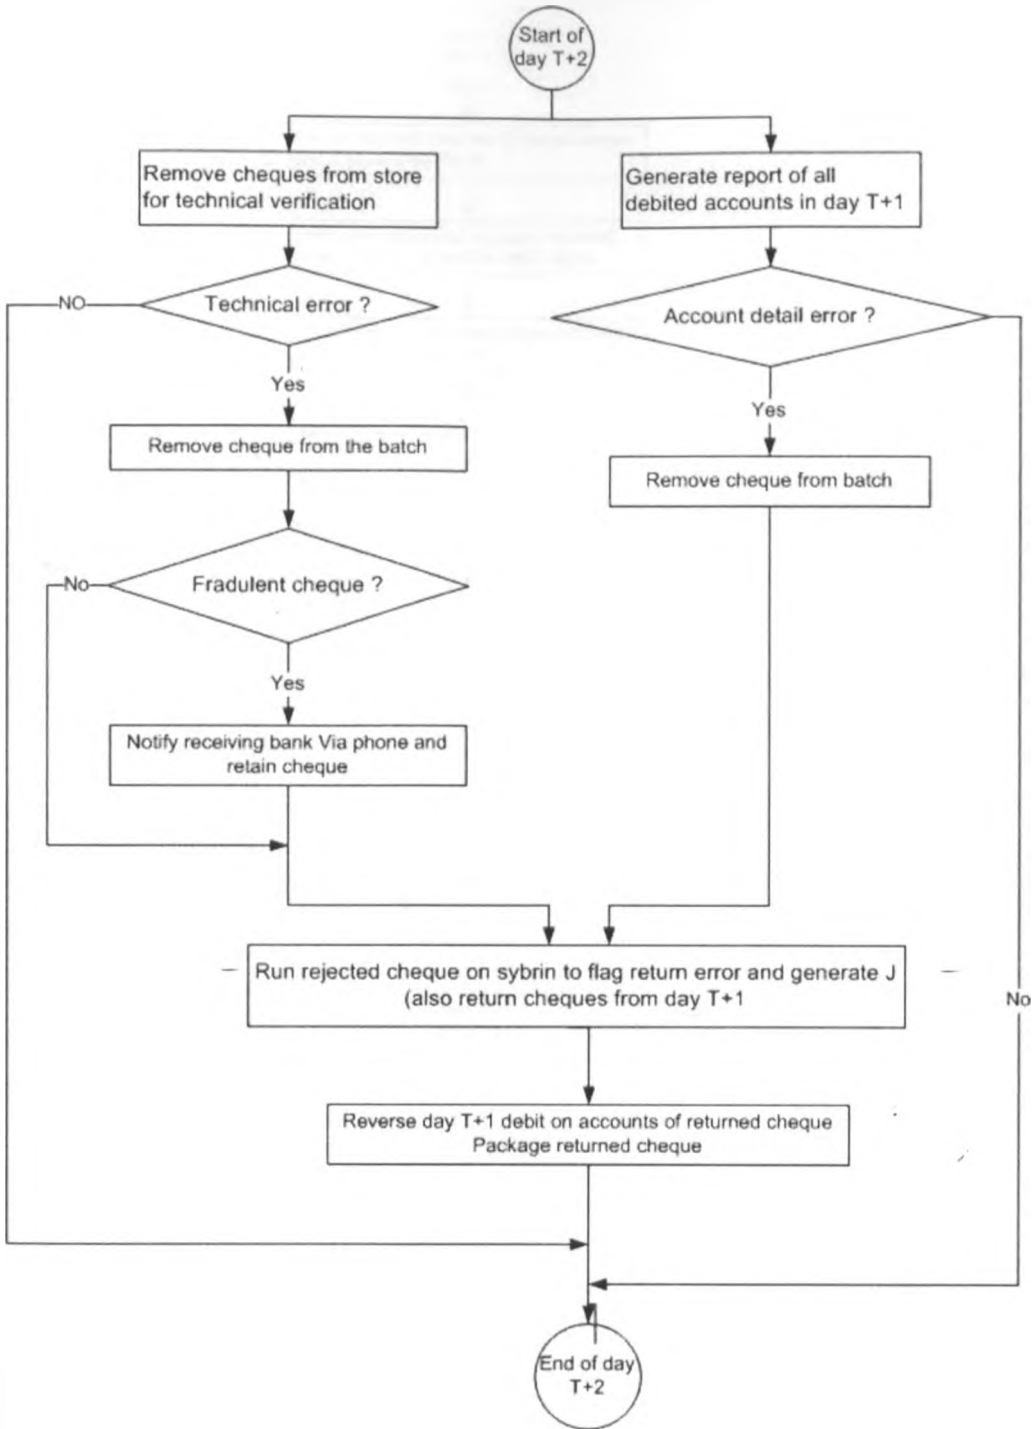 Start of
day T+2
Remove cheques from store
for technical verification
Generate report of all
debited accounts in day T+1
NO
Technical error ?
Account detail error ?
Yes
Yes
Remove cheque from the batch
Remove cheque from batch
No
Fradulent cheque ?
Yes
Notify receiving bank Via phone and
retain cheque
Run rejected cheque on sybrin to flag return error and generate J
(also return cheques from day T+1
No
Reverse day T+1 debit on accounts of returned cheque
Package returned cheque
End of day
T+2